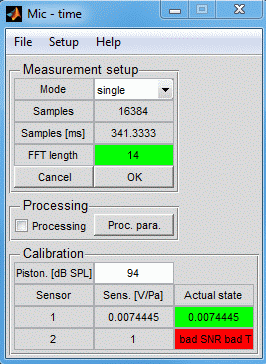 Mic - time
File Setup Help
Measurement setup
Mode single
Samples 16384
Samples [ms] 341.3333
FFT length 14
Cancel OK
Processing
Processing Proc. para.
Calibration
Piston. [dB SPL] 94
Sensor Sens. [V/Pa] Actual state
1 0.0074445 0.0074445
2 1 bad SNR bad T